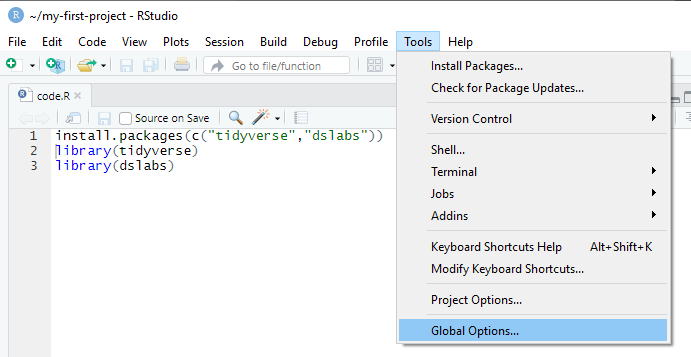 R ~/my-first-project - RStudio
File Edit Code View Plots Session Build Debug Profile Tools Help
Go to file/function
Install Packages...
Check for Package Updates...
Version Control
Shell...
Terminal
Jobs
Addins
Keyboard Shortcuts Help Alt+Shift+K
Modify Keyboard Shortcuts...
Project Options...
Global Options...
code.R
Source on Save
1 install.packages(c("tidyverse","dslabs"))
2 library(tidyverse)
3 library(dslabs)